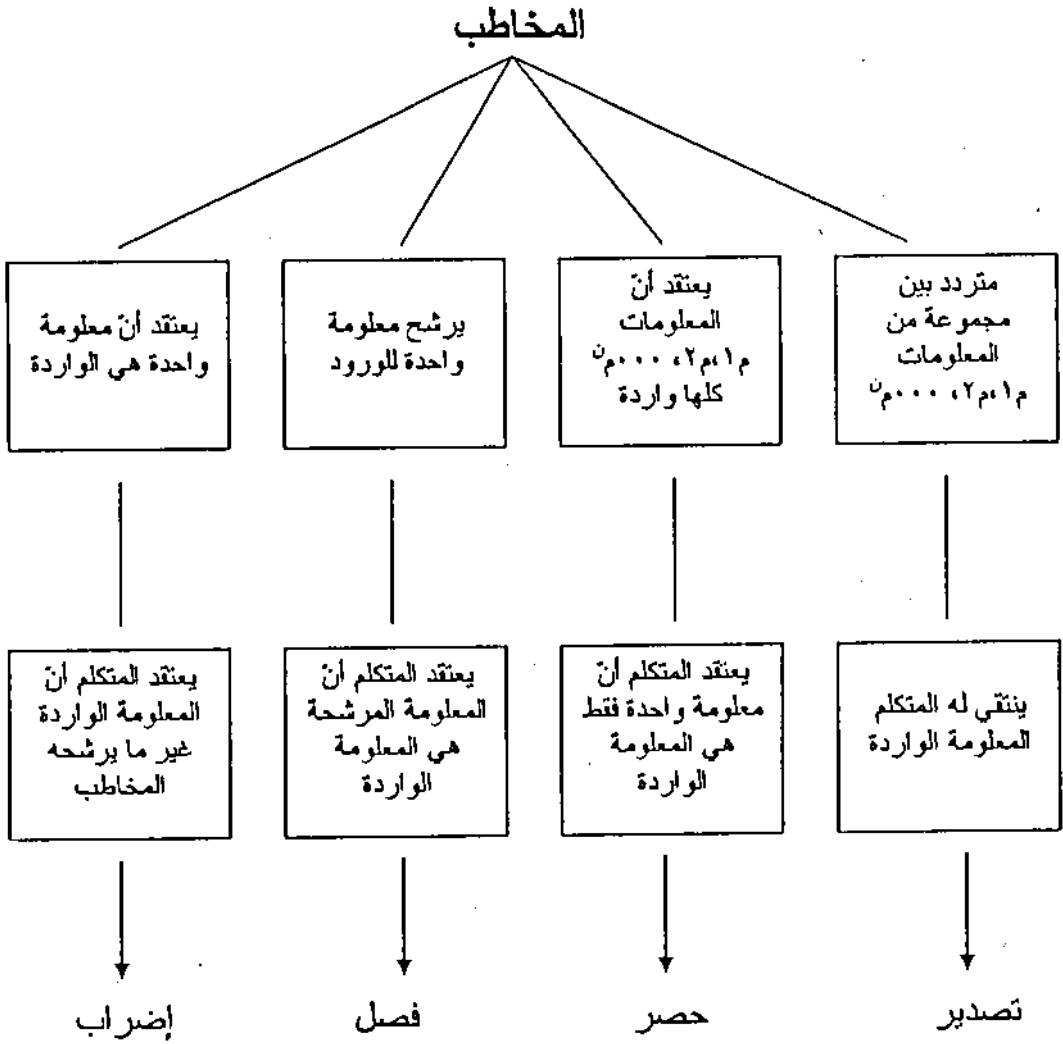 المخاطب
متردد بين
مجموعة من
المعلومات
م١،م٢، ٠٠٠م ن
يعتقد أنّ
المعلومات
م١،م٢، ٠٠٠م ن
كلها واردة
يرشح معلومة
واحدة للورود
يعتقد أنّ معلومة
واحدة هي الواردة
ينتقي له المتكلم
المعلومة الواردة
يعتقد المتكلم أنّ
معلومة واحدة فقط
هي المعلومة
الواردة
يعتقد المتكلم أنّ
المعلومة المرشحة
هي المعلومة
الواردة
يعتقد المتكلم أنّ
المعلومة الواردة
غير ما يرشحه
المخاطب
تصدير
حصر
فصل
إضراب